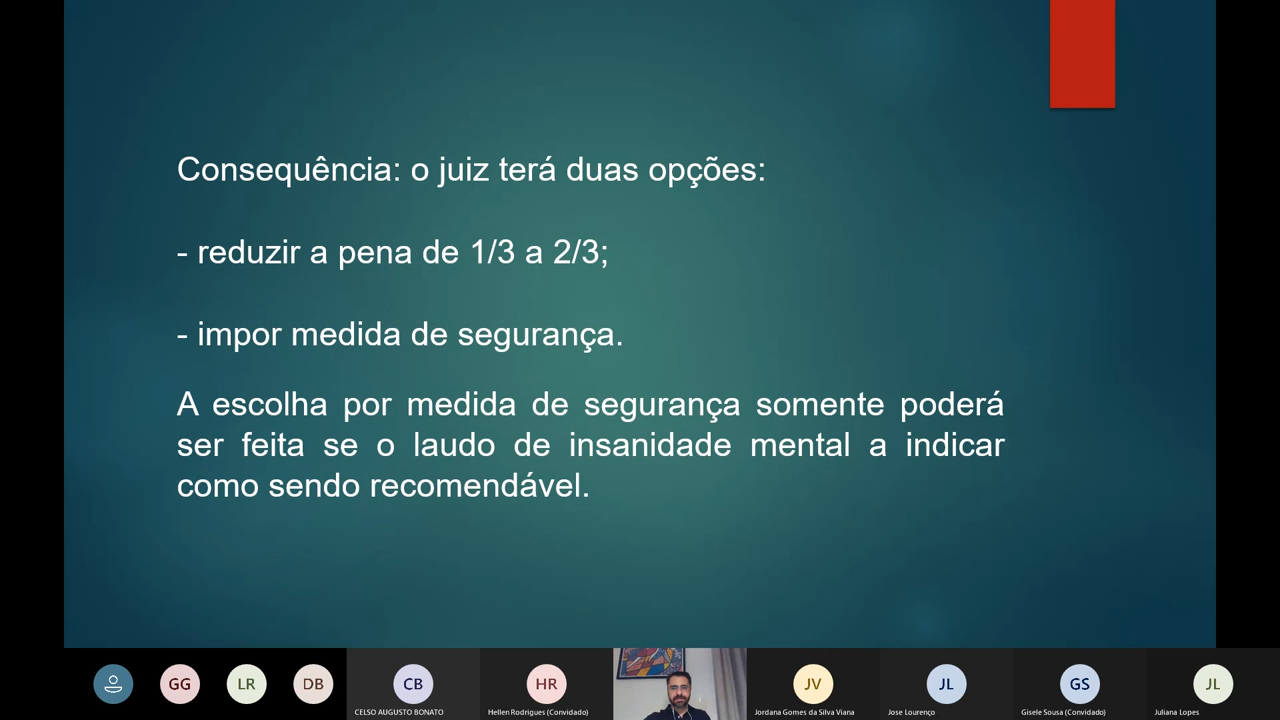 Consequência: o juiz terá duas opções:
- reduzir a pena de 1/3 a 2/3;
- impor medida de segurança.
A escolha por medida de segurança somente poderá
ser feita se o laudo de insanidade mental a indicar
como sendo recomendável.
GG LR DB CB HR JV JL GS JL
CELSO AUGUSTO BONATO Hellen Rodrigues (Convidado) Jordana Gomes da Silva Viana Jose Lourenço Gisele Sousa (Convidado) Juliana Lopes